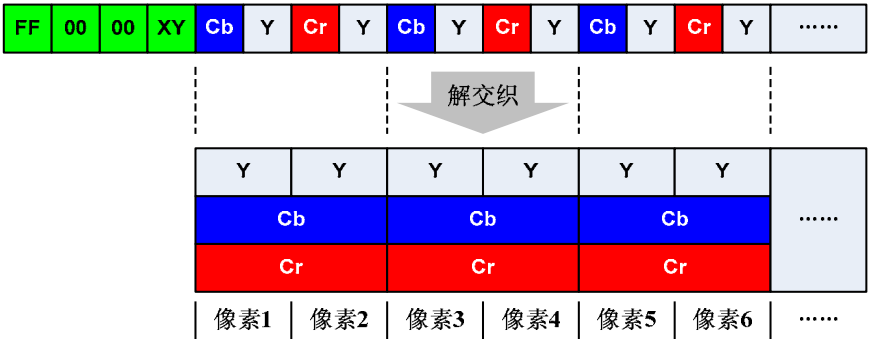 FF 00 00 XY Cb Y Cr Y Cb Y Cr Y Cb Y Cr Y ……
解交织
Y Y Y Y Y Y
Cb Cb Cb ……
Cr Cr Cr
像素1 像素2 像素3 像素4 像素5 像素6 ……